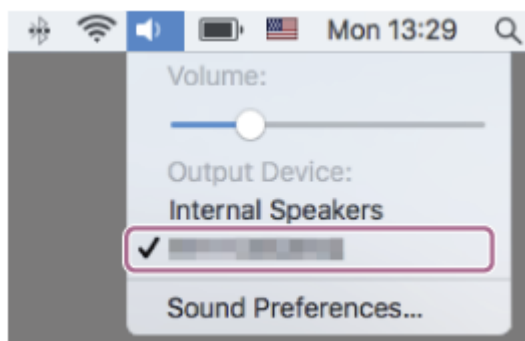 Mon 13:29
Volume:
Output Device:
Internal Speakers
Sound Preferences...